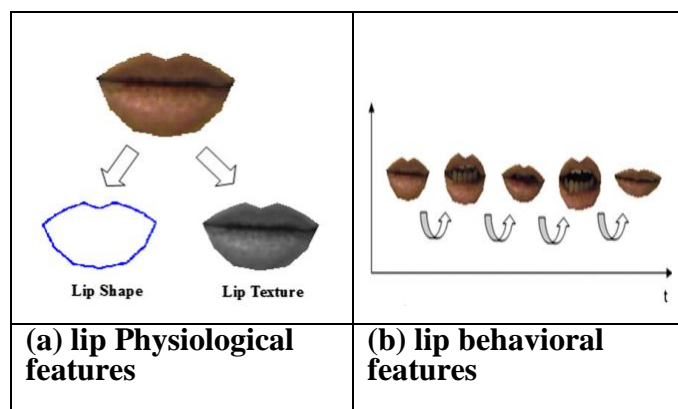 Lip Shape
Lip Texture
t
(a) lip Physiological
features
(b) lip behavioral
features